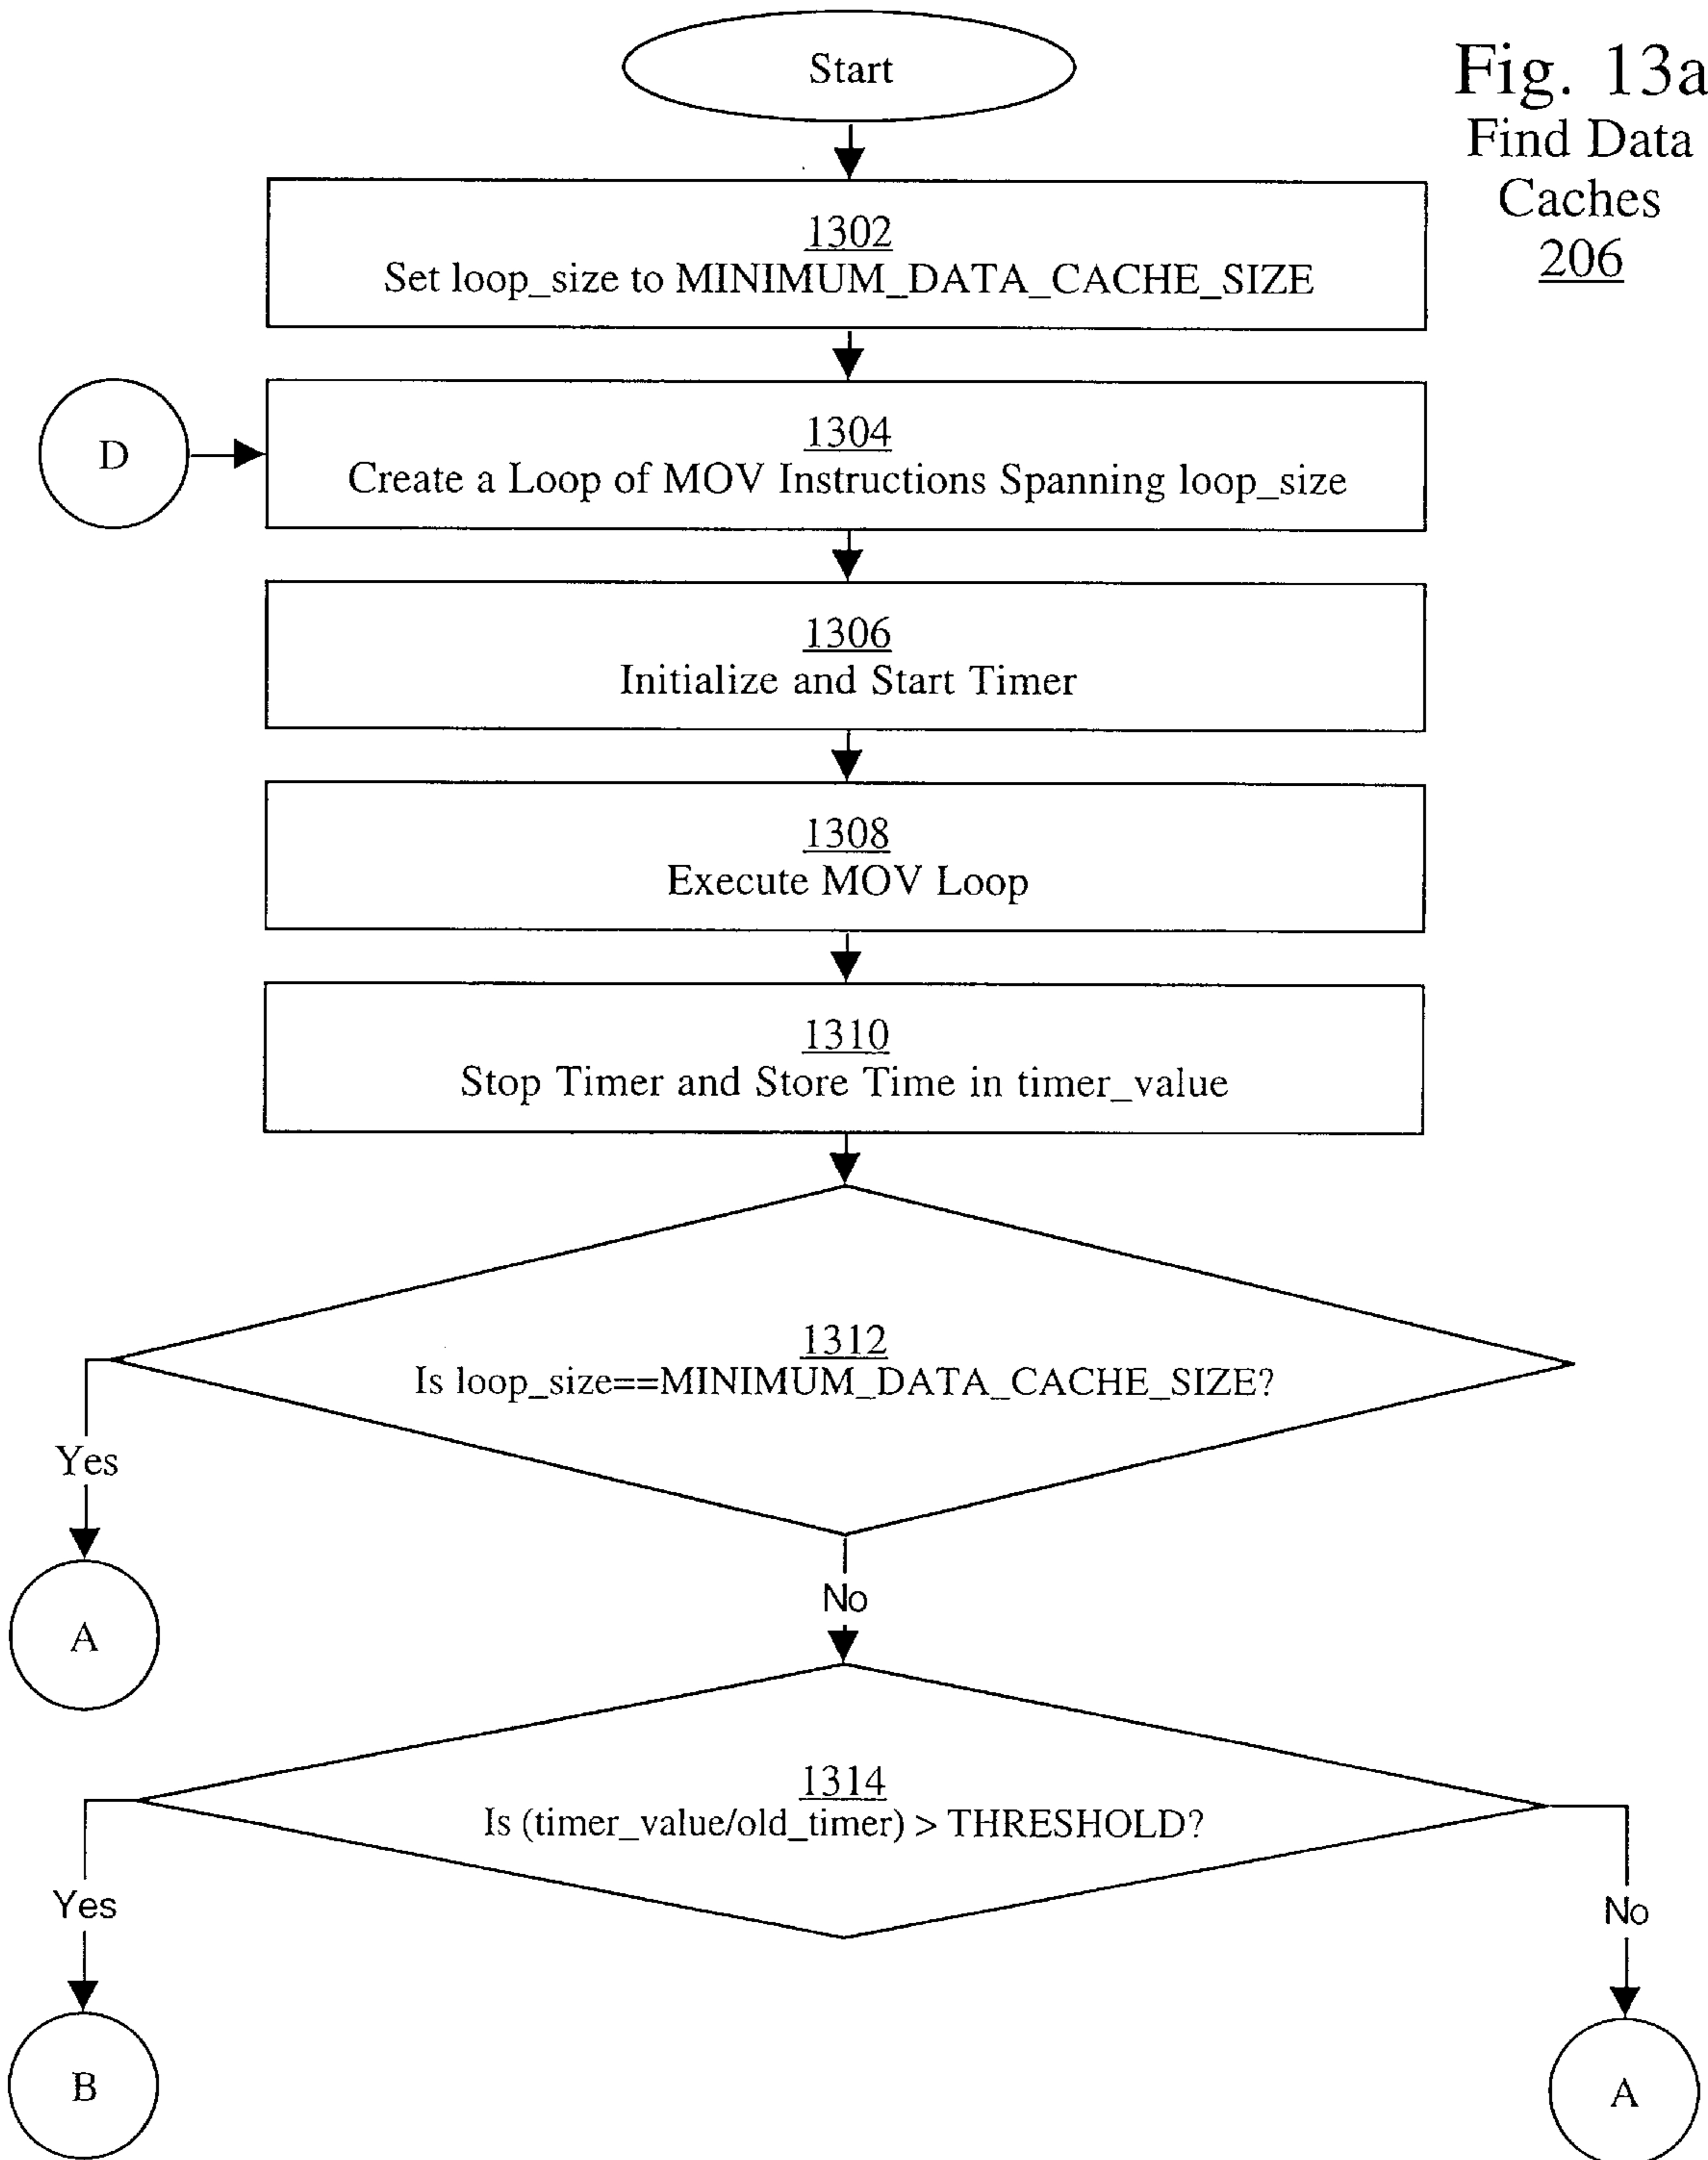 Start
Fig. 13a
Find Data
Caches
206
1302
Set loop_size to MINIMUM_DATA_CACHE_SIZE
D
1304
Create a Loop of MOV Instructions Spanning loop_size
1306
Initialize and Start Timer
1308
Execute MOV Loop
1310
Stop Timer and Store Time in timer_value
1312
Is loop_size==MINIMUM_DATA_CACHE_SIZE?
Yes
A
No
1314
Is (timer_value/old_timer) > THRESHOLD?
Yes
No
B
A